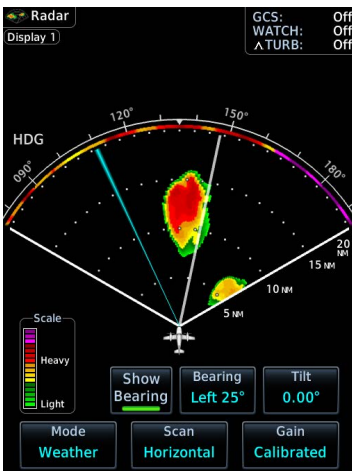 Radar
Display 1
GCS: Off
WATCH: Off
TURB: Off
HDG
090°
120°
150°
180°
20
NM
15 NM
10 NM
5 NM
Scale
Heavy
Light
Show
Bearing
Bearing
Left 25°
Tilt
0.00°
Mode
Weather
Scan
Horizontal
Gain
Calibrated